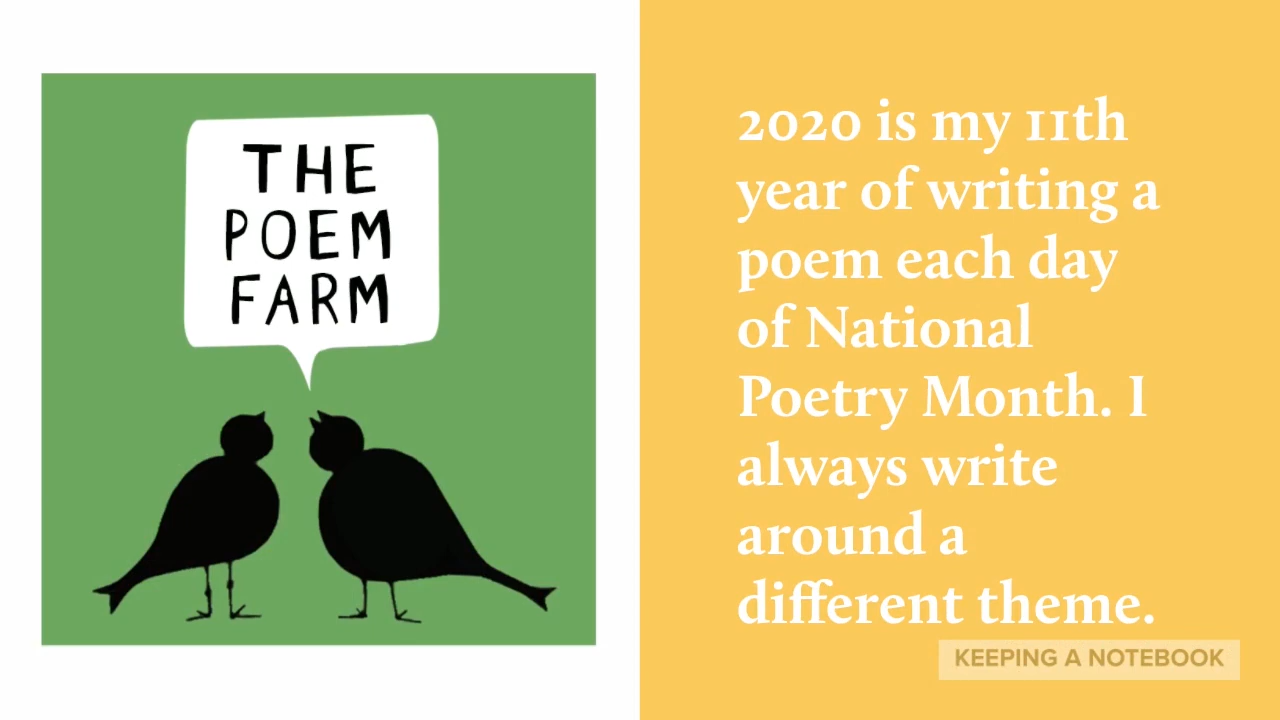 THE
POEM
FARM
2020 is my 11th
year of writing a
poem each day
of National
Poetry Month. I
always write
around a
different theme.
KEEPING A NOTEBOOK